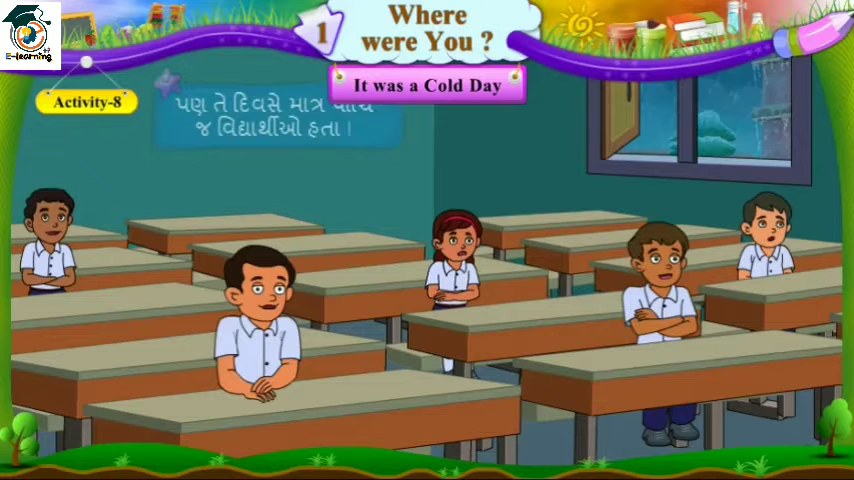 E-learning
1
Where
were You ?
It was a Cold Day
Activity-8
પણ તે દિવસે માત્ર
જ વિદ્યાર્થીઓ હતા !